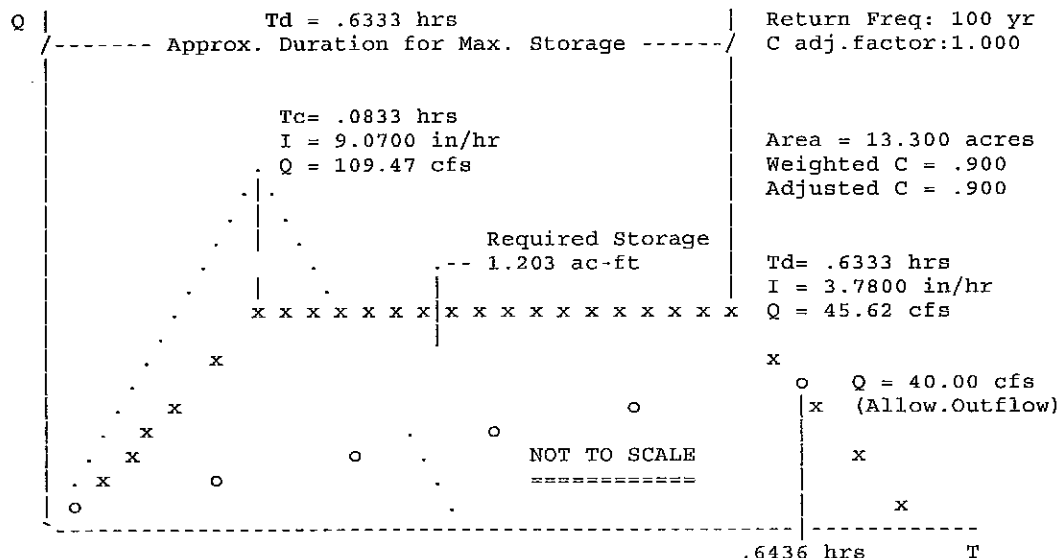 Q Td = .6333 hrs Return Freq: 100 yr
/------- Approx. Duration for Max. Storage ------/ C adj.factor:1.000
Tc= .0833 hrs
I = 9.0700 in/hr Area = 13.300 acres
Q = 109.47 cfs Weighted C = .900
Adjusted C = .900
Required Storage
1.203 ac-ft Td= .6333 hrs
I = 3.7800 in/hr
x x x x x x x x x x x x x x x x x x Q = 45.62 cfs
x x
o Q = 40.00 cfs
x o x (Allow.Outflow)
x o
x o NOT TO SCALE x
x o ============
o x
.6436 hrs T